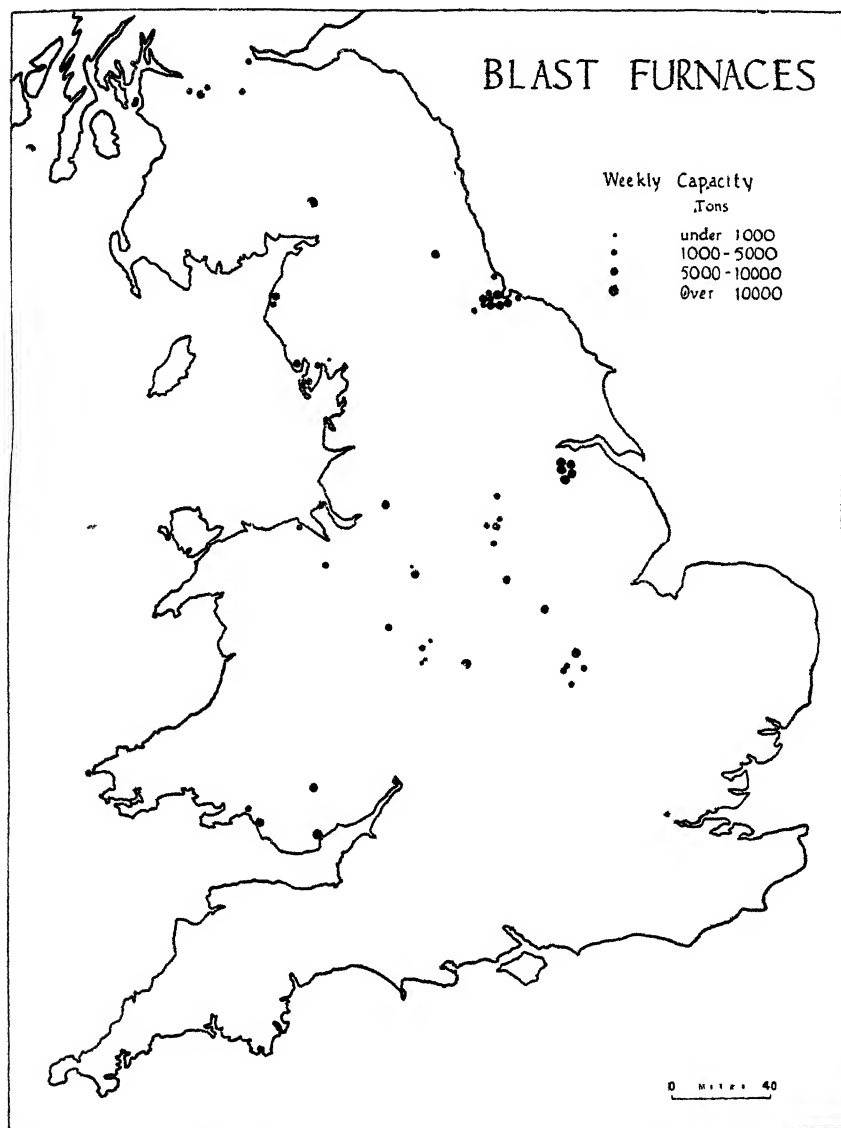 BLAST FURNACES
Weekly Capacity
Tons
under 1000
1000-5000
5000-10000
Over 10000
0 Miles 40